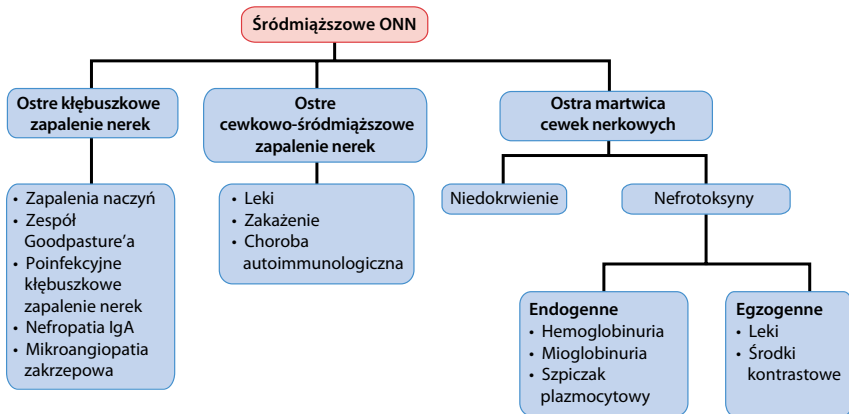 Śródmiąższowe ONN
Ostre kłębuszkowe
zapalenie nerek
Ostre
cewkowo-śródmiąższowe
zapalenie nerek
Ostra martwica
cewek nerkowych
• Zapalenia naczyń
• Zespół
Goodpasture’a
• Poinfekcyjne
kłębuszkowe
zapalenie nerek
• Nefropatia IgA
• Mikroangiopatia
zakrzepowa
• Leki
• Zakażenie
• Choroba
autoimmunologiczna
Niedokrwienie
Nefrotoksyny
Endogenne
• Hemoglobinuria
• Mioglobinuria
• Szpiczak
plazmocytowy
Egzogenne
• Leki
• Środki
kontrastowe